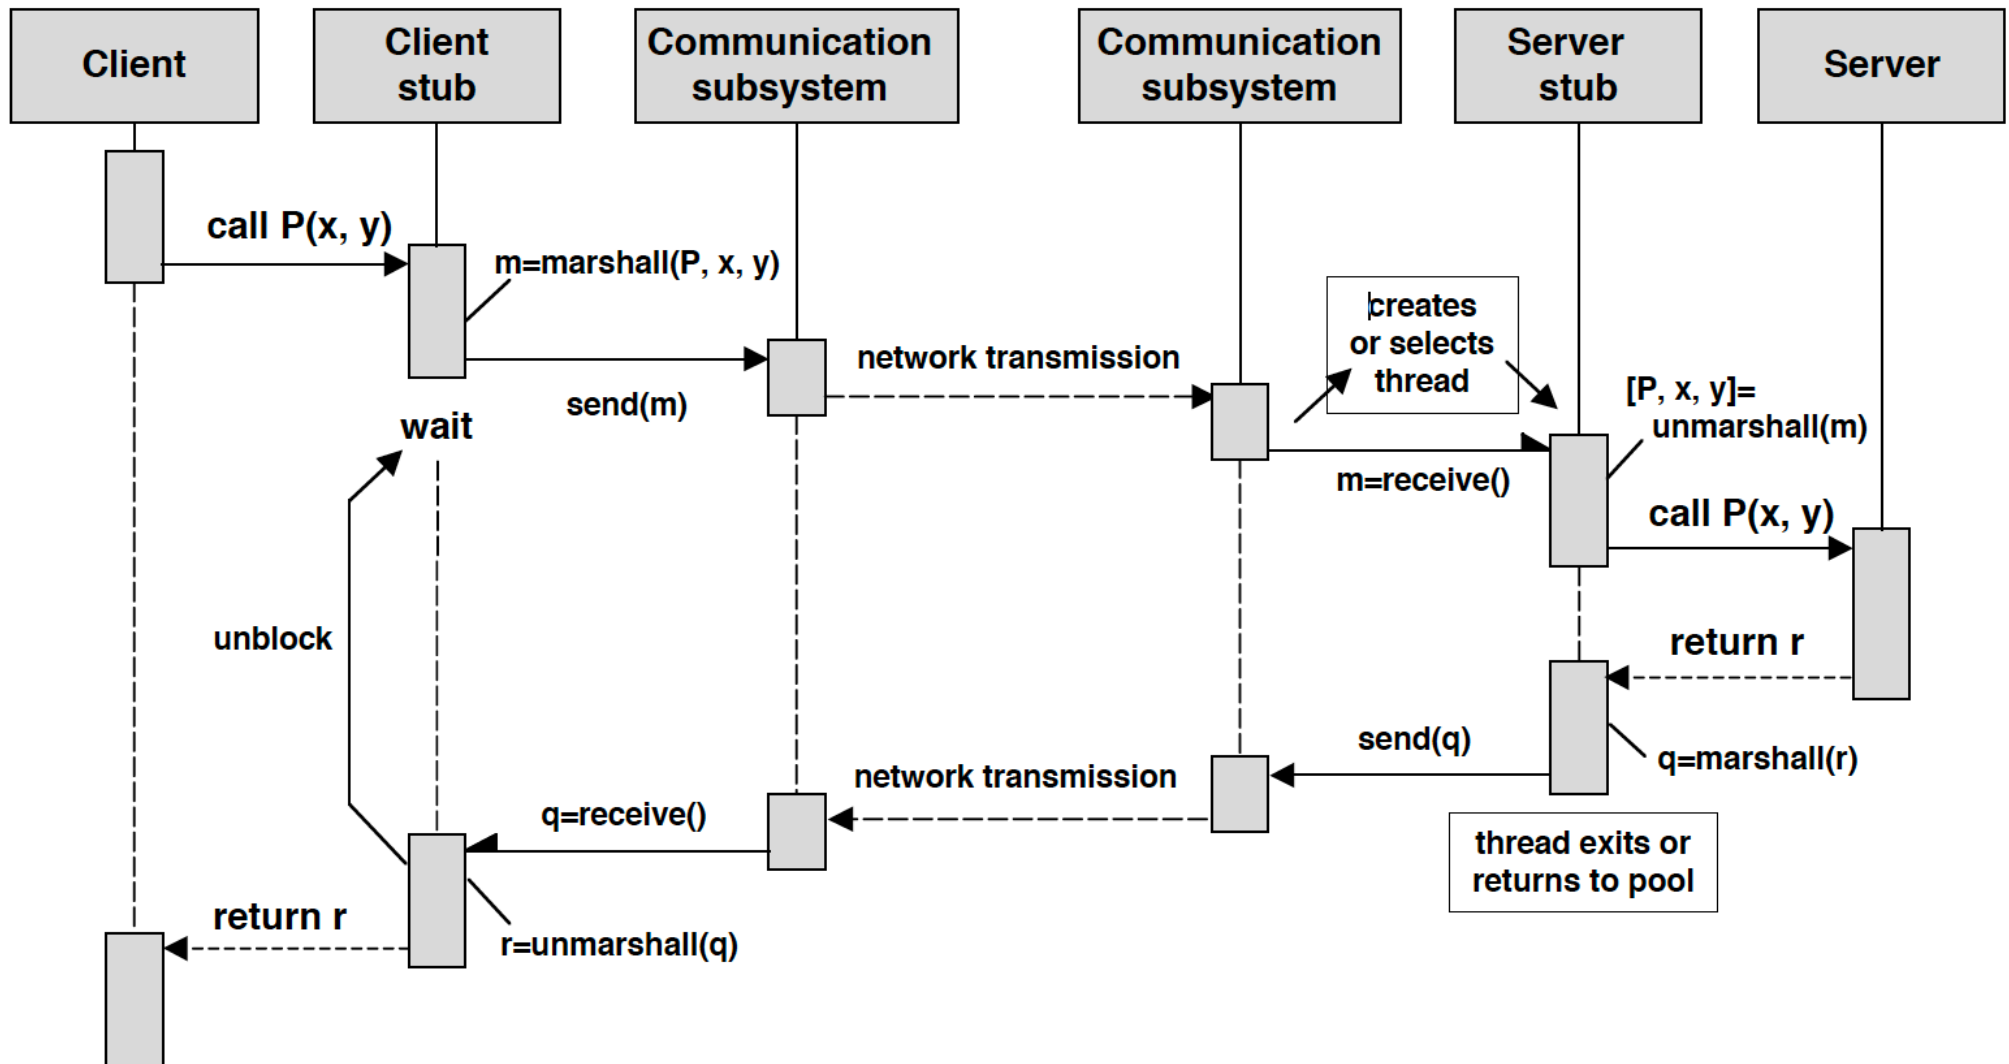 Client
Client
stub
Communication
subsystem
Communication
subsystem
Server
stub
Server
call P(x, y)
m=marshall(P, x, y)
send(m)
network transmission
creates
or selects
thread
m=receive()
[P, x, y]=
unmarshall(m)
call P(x, y)
wait
unblock
return r
q=marshall(r)
send(q)
network transmission
q=receive()
thread exits or
returns to pool
return r
r=unmarshall(q)